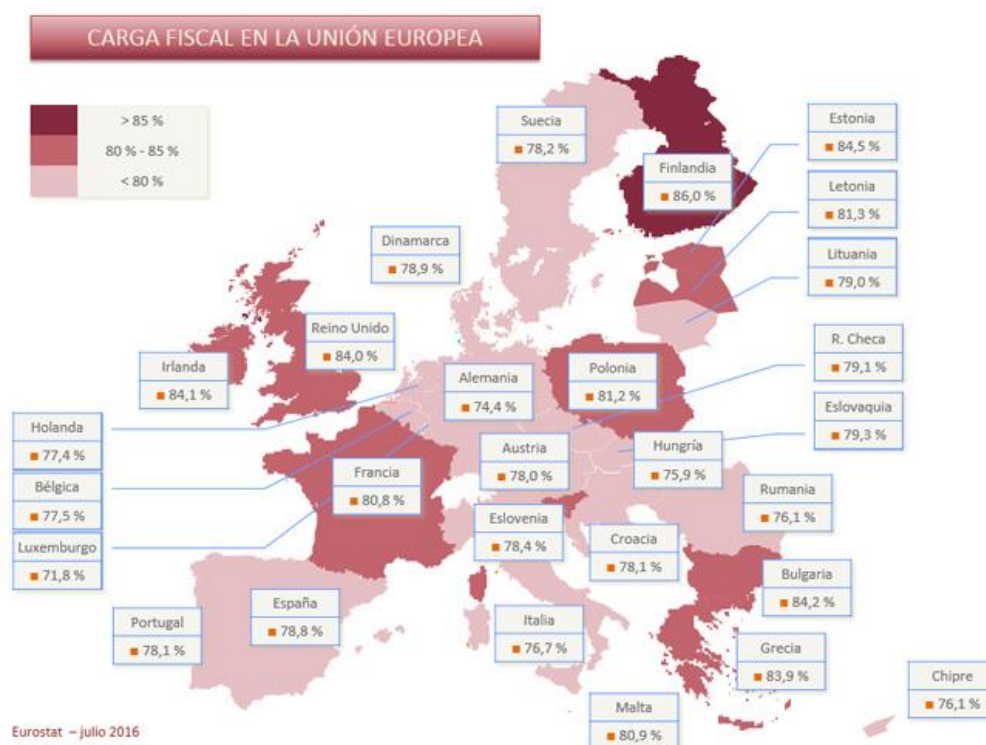 CARGA FISCAL EN LA UNIÓN EUROPEA
> 85 %
80 % - 85 %
< 80 %
Suecia
78,2 %
Finlandia
86,0 %
Estonia
84,5 %
Letonia
81,3 %
Lituania
79,0 %
Dinamarca
78,9 %
Reino Unido
84,0 %
Irlanda
84,1 %
Alemania
74,4 %
Polonia
81,2 %
R. Checa
79,1 %
Eslovaquia
79,3 %
Holanda
77,4 %
Bélgica
77,5 %
Luxemburgo
71,8 %
Francia
80,8 %
Austria
78,0 %
Hungría
75,9 %
Rumania
76,1 %
Eslovenia
78,4 %
Croacia
78,1 %
Bulgaria
84,2 %
España
78,8 %
Portugal
78,1 %
Italia
76,7 %
Grecia
83,9 %
Chipre
76,1 %
Malta
80,9 %
Eurostat – julio 2016